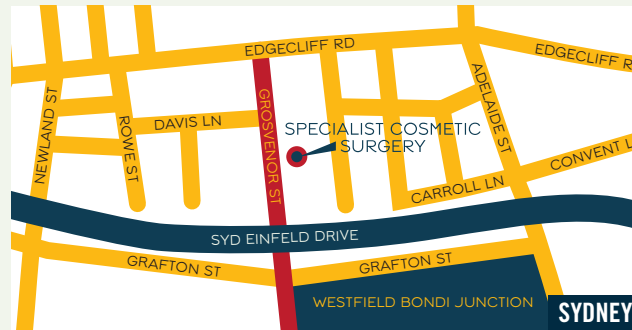 EDGECLIFF RD
EDGECLIFF R
NEWLAND ST
ROWE ST
DAVIS LN
GROSVENOR ST
ADELAIDE ST
SPECIALIST COSMETIC
SURGERY
CONVENT L
CARROLL LN
SYD EINFELD DRIVE
GRAFTON ST
GRAFTON ST
WESTFIELD BONDI JUNCTION
SYDNEY